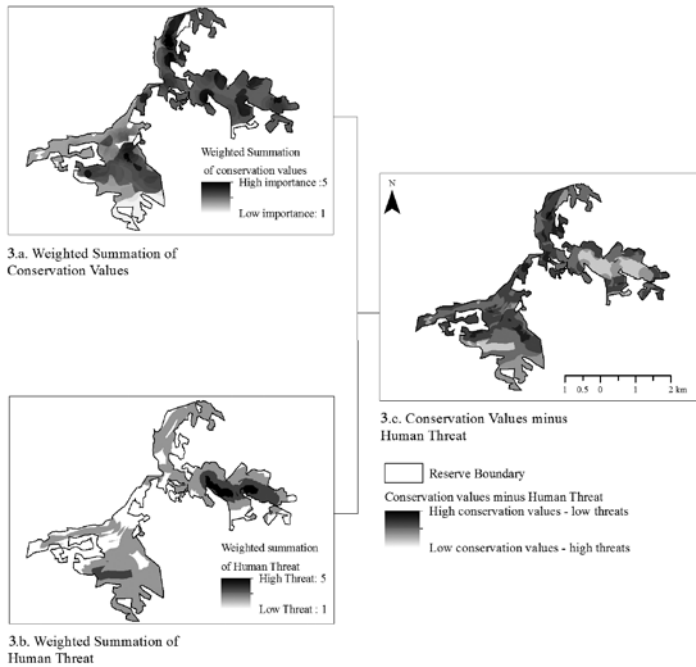 Weighted Summation
of conservation values
High importance :5
Low importance: 1
3.a. Weighted Summation of
Conservation Values
N
1 0.5 0 1 2 km
3.c. Conservation Values minus
Human Threat
Reserve Boundary
Conservation values minus Human Threat
High conservation values - low threats
Low conservation values - high threats
Weighted summation
of Human Threat
High Threat: 5
Low Threat : 1
3.b. Weighted Summation of
Human Threat